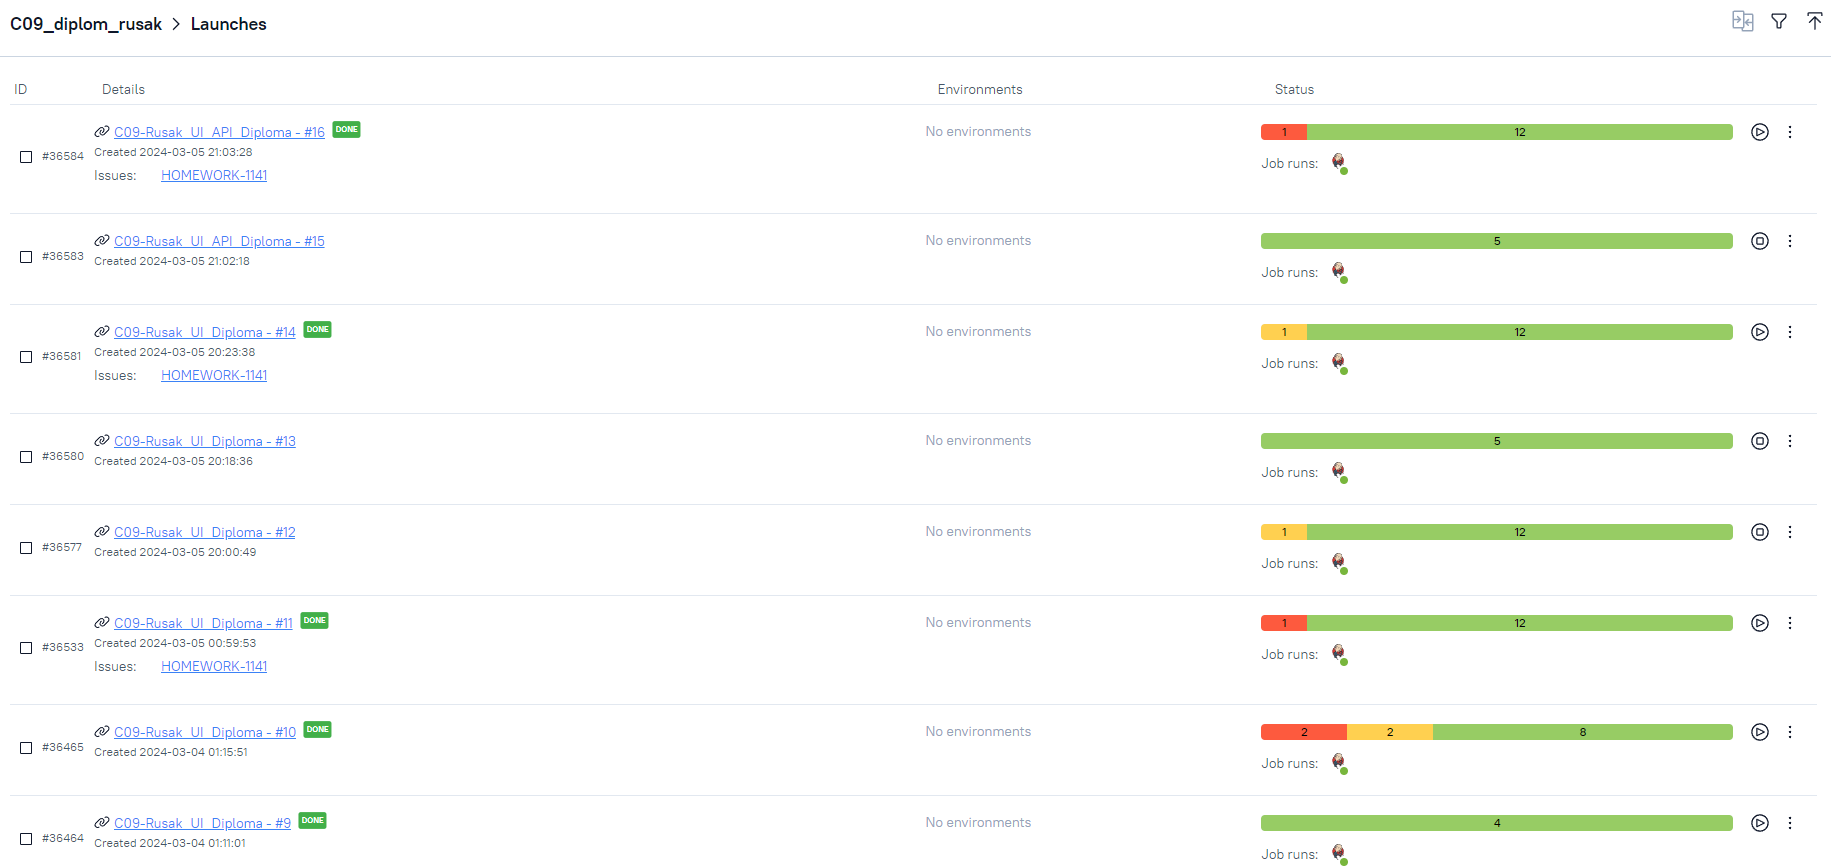 C09_diplom_rusak > Launches
ID Details Environments Status
C09-Rusak_UI_API_Diploma - #16 DONE No environments 1 12
#36584 Created 2024-03-05 21:03:28
Issues: HOMEWORK-1141 Job runs:
C09-Rusak_UI_API_Diploma - #15 No environments 5
#36583 Created 2024-03-05 21:02:18 Job runs:
C09-Rusak_UI_Diploma - #14 DONE No environments 1 12
#36581 Created 2024-03-05 20:23:38
Issues: HOMEWORK-1141 Job runs:
C09-Rusak_UI_Diploma - #13 No environments 5
#36580 Created 2024-03-05 20:18:36 Job runs:
C09-Rusak_UI_Diploma - #12 No environments 1 12
#36577 Created 2024-03-05 20:00:49 Job runs:
C09-Rusak_UI_Diploma - #11 DONE No environments 1 12
#36533 Created 2024-03-05 00:59:53
Issues: HOMEWORK-1141 Job runs:
C09-Rusak_UI_Diploma - #10 DONE No environments 2 2 8
#36465 Created 2024-03-04 01:15:51 Job runs:
C09-Rusak_UI_Diploma - #9 DONE No environments 4
#36464 Created 2024-03-04 01:11:01 Job runs: